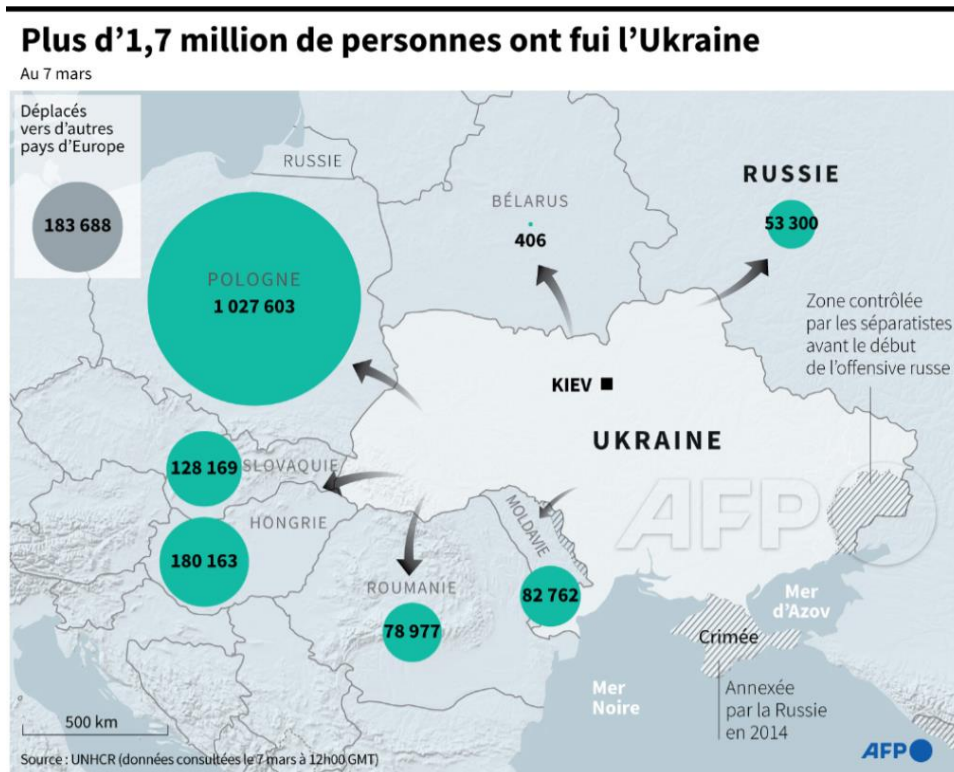 Plus d'1,7 million de personnes ont fui l'Ukraine
Au 7 mars
Déplacés
vers d'autres
pays d'Europe
183 688
RUSSIE
BÉLARUS
406
RUSSIE
53 300
POLOGNE
1 027 603
Zone contrôlée
par les séparatistes
avant le début
de l'offensive russe
KIEV
UKRAINE
128 169
SLOVAQUIE
HONGRIE
180 163
MOLDAVIE
AFP
ROUMANIE
78 977
82 762
Mer
d'Azov
Crimée
Mer
Noire
Annexée
par la Russie
en 2014
500 km
Source : UNHCR (données consultées le 7 mars à 12h00 GMT)
AFP